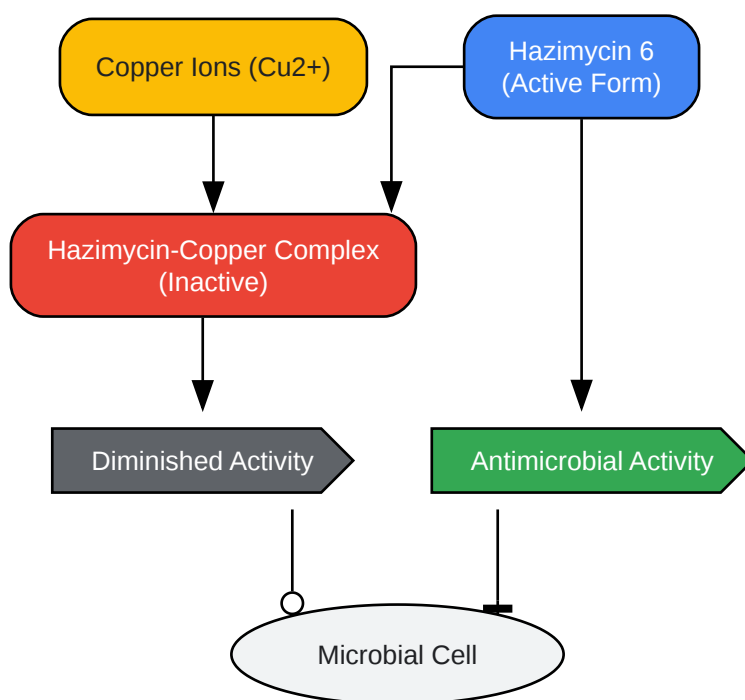 Copper Ions (Cu2+)
Hazimycin 6
(Active Form)
Hazimycin-Copper Complex
(Inactive)
Diminished Activity
Antimicrobial Activity
Microbial Cell